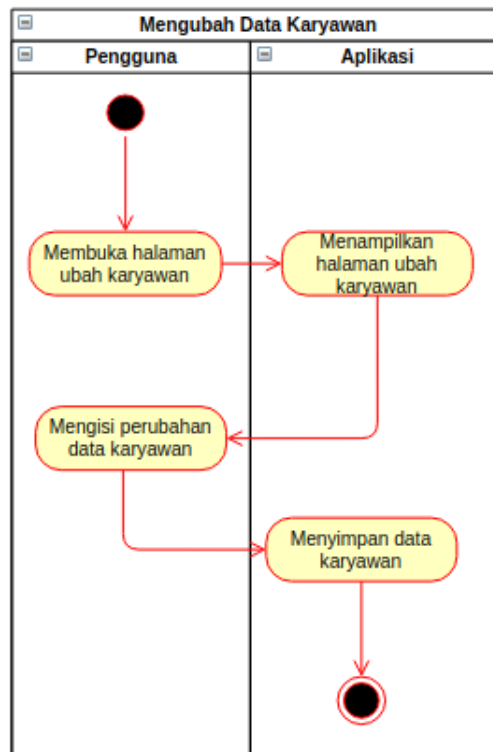 Mengubah Data Karyawan
Pengguna
Aplikasi
Membuka halaman
ubah karyawan
Menampilkan
halaman ubah
karyawan
Mengisi perubahan
data karyawan
Menyimpan data
karyawan